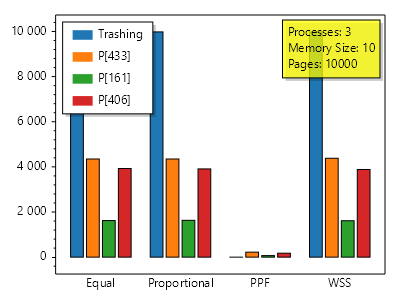 10 000
8 000
6 000
4 000
2 000
0
Trashing
P[433]
P[161]
P[406]
Processes: 3
Memory Size: 10
Pages: 10000
Equal
Proportional
PPF
WSS